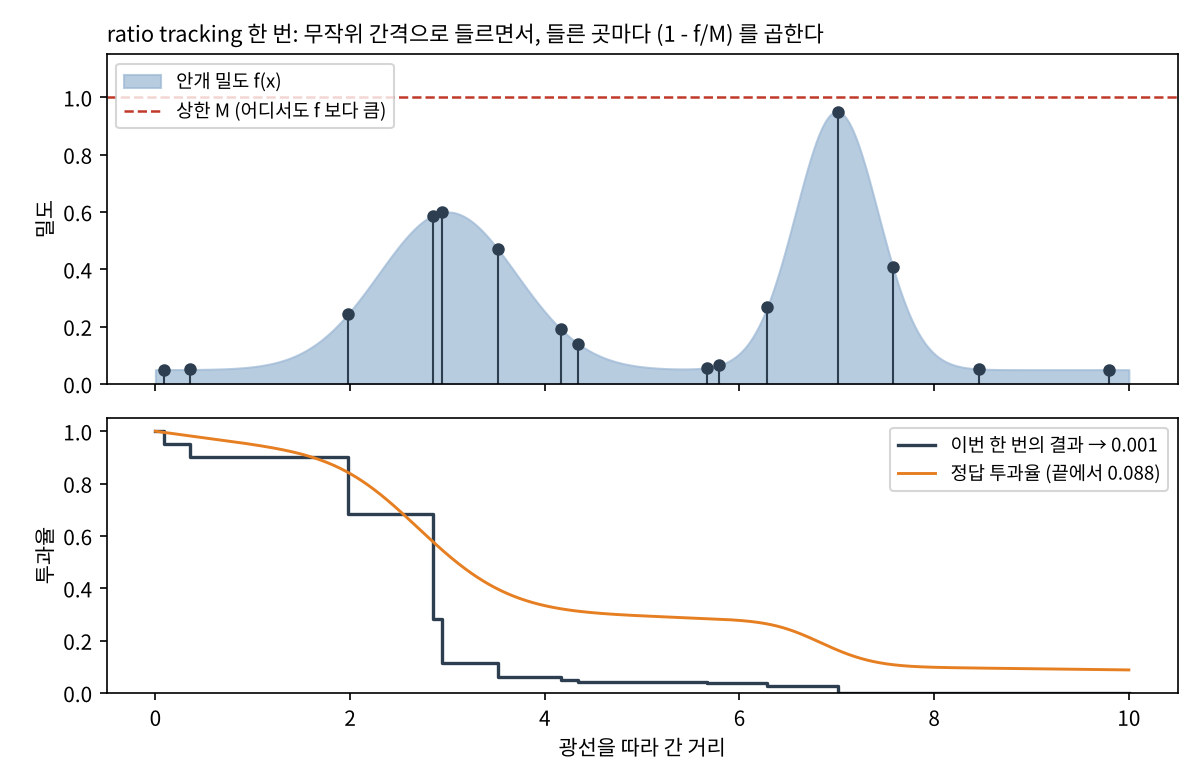 ratio tracking 한 번: 무작위 간격으로 들르면서, 들른 곳마다 (1 - f/M) 를 곱한다
안개 밀도 f(x)
상한 M (어디서도 f 보다 큼)
밀도
1.0
0.8
0.6
0.4
0.2
0.0
이번 한 번의 결과 → 0.001
정답 투과율 (끝에서 0.088)
투과율
1.0
0.8
0.6
0.4
0.2
0.0
0 2 4 6 8 10
광선을 따라 간 거리